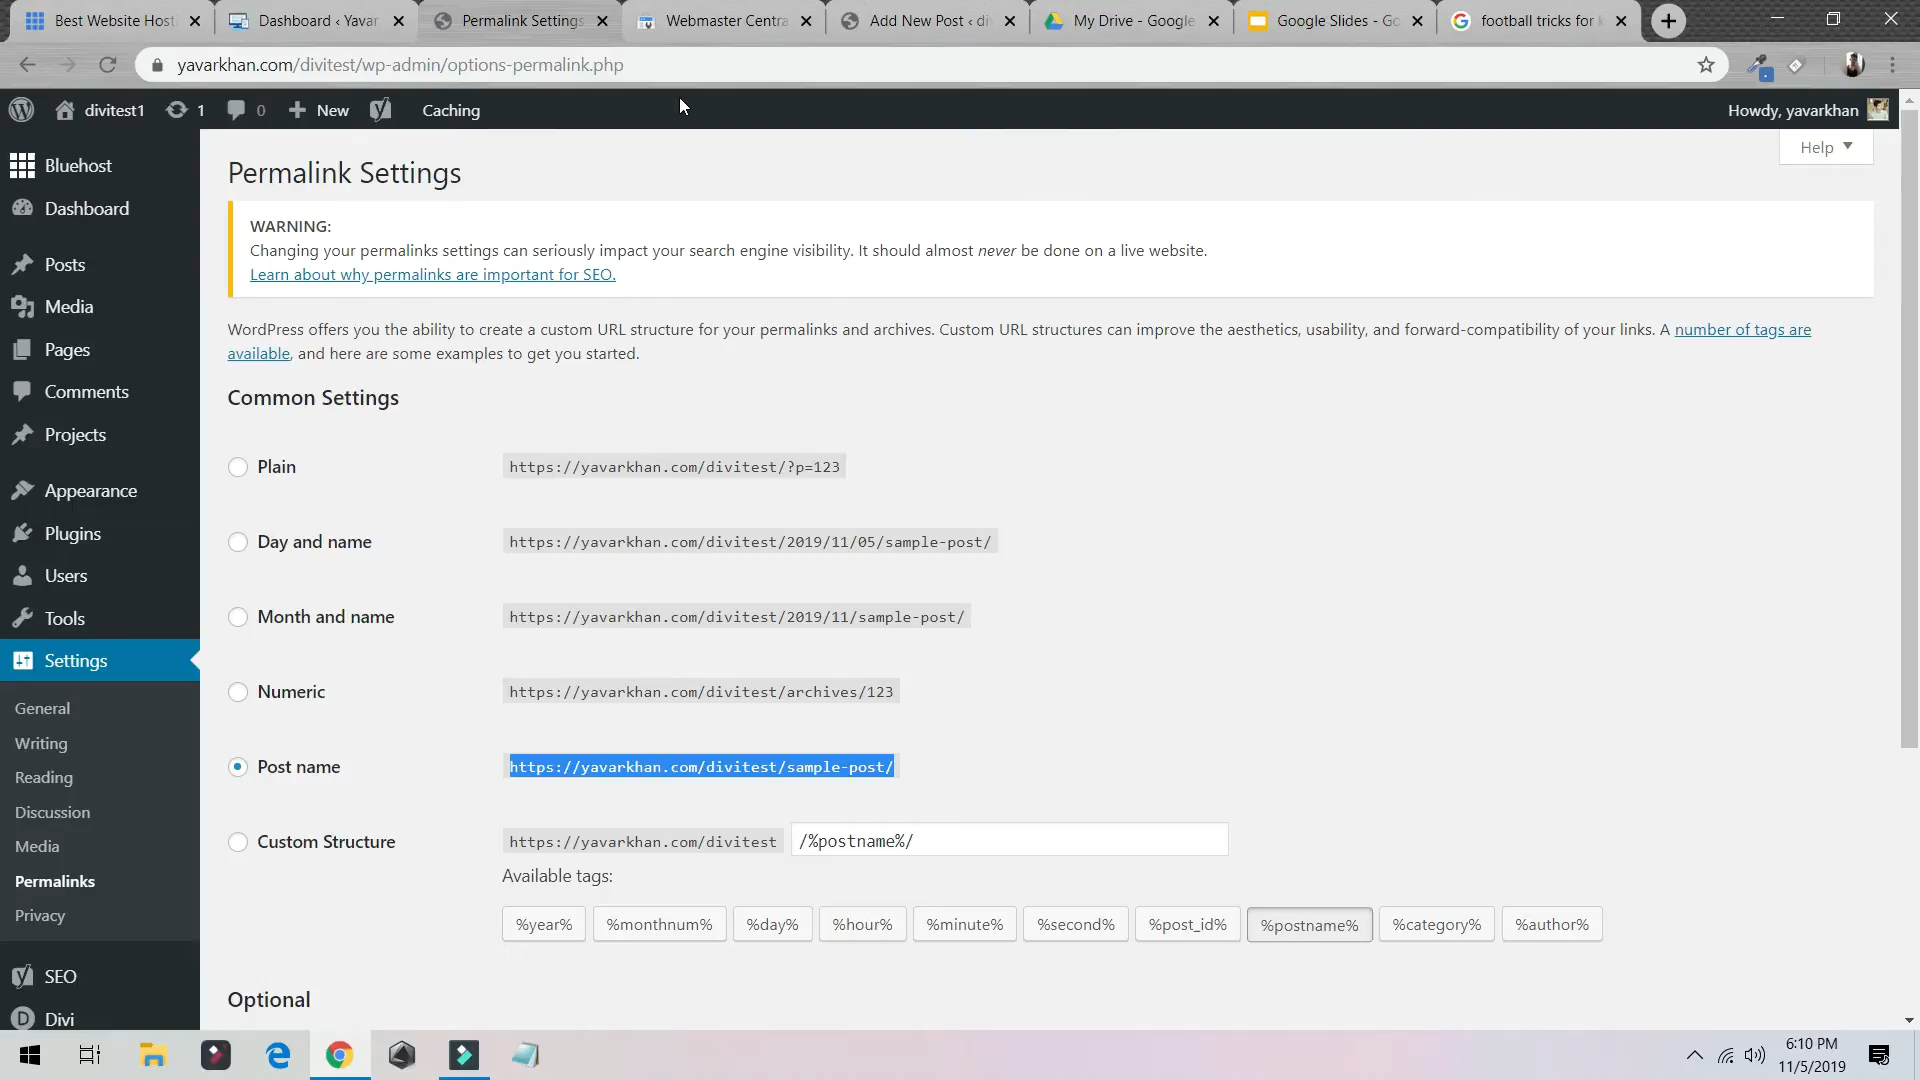 Best Website Host
Dashboard ‹ Yavar
Permalink Settings
Webmaster Centra
Add New Post ‹ di
My Drive - Google
Google Slides - Go
football tricks for k
yavarkhan.com/divitest/wp-admin/options-permalink.php
divitest1
1
0
New
Caching
Howdy, yavarkhan
Bluehost
Dashboard
Posts
Media
Pages
Comments
Projects
Appearance
Plugins
Users
Tools
Settings
General
Writing
Reading
Discussion
Media
Permalinks
Privacy
SEO
Divi
Help
Permalink Settings
WARNING:
Changing your permalinks settings can seriously impact your search engine visibility. It should almost never be done on a live website.
Learn about why permalinks are important for SEO.
WordPress offers you the ability to create a custom URL structure for your permalinks and archives. Custom URL structures can improve the aesthetics, usability, and forward-compatibility of your links. A number of tags are
available, and here are some examples to get you started.
Common Settings
Plain https://yavarkhan.com/divitest/?p=123
Day and name https://yavarkhan.com/divitest/2019/11/05/sample-post/
Month and name https://yavarkhan.com/divitest/2019/11/sample-post/
Numeric https://yavarkhan.com/divitest/archives/123
Post name https://yavarkhan.com/divitest/sample-post/
Custom Structure https://yavarkhan.com/divitest /%postname%/
Available tags:
%year% %monthnum% %day% %hour% %minute% %second% %post_id% %postname% %category% %author%
Optional
6:10 PM
11/5/2019